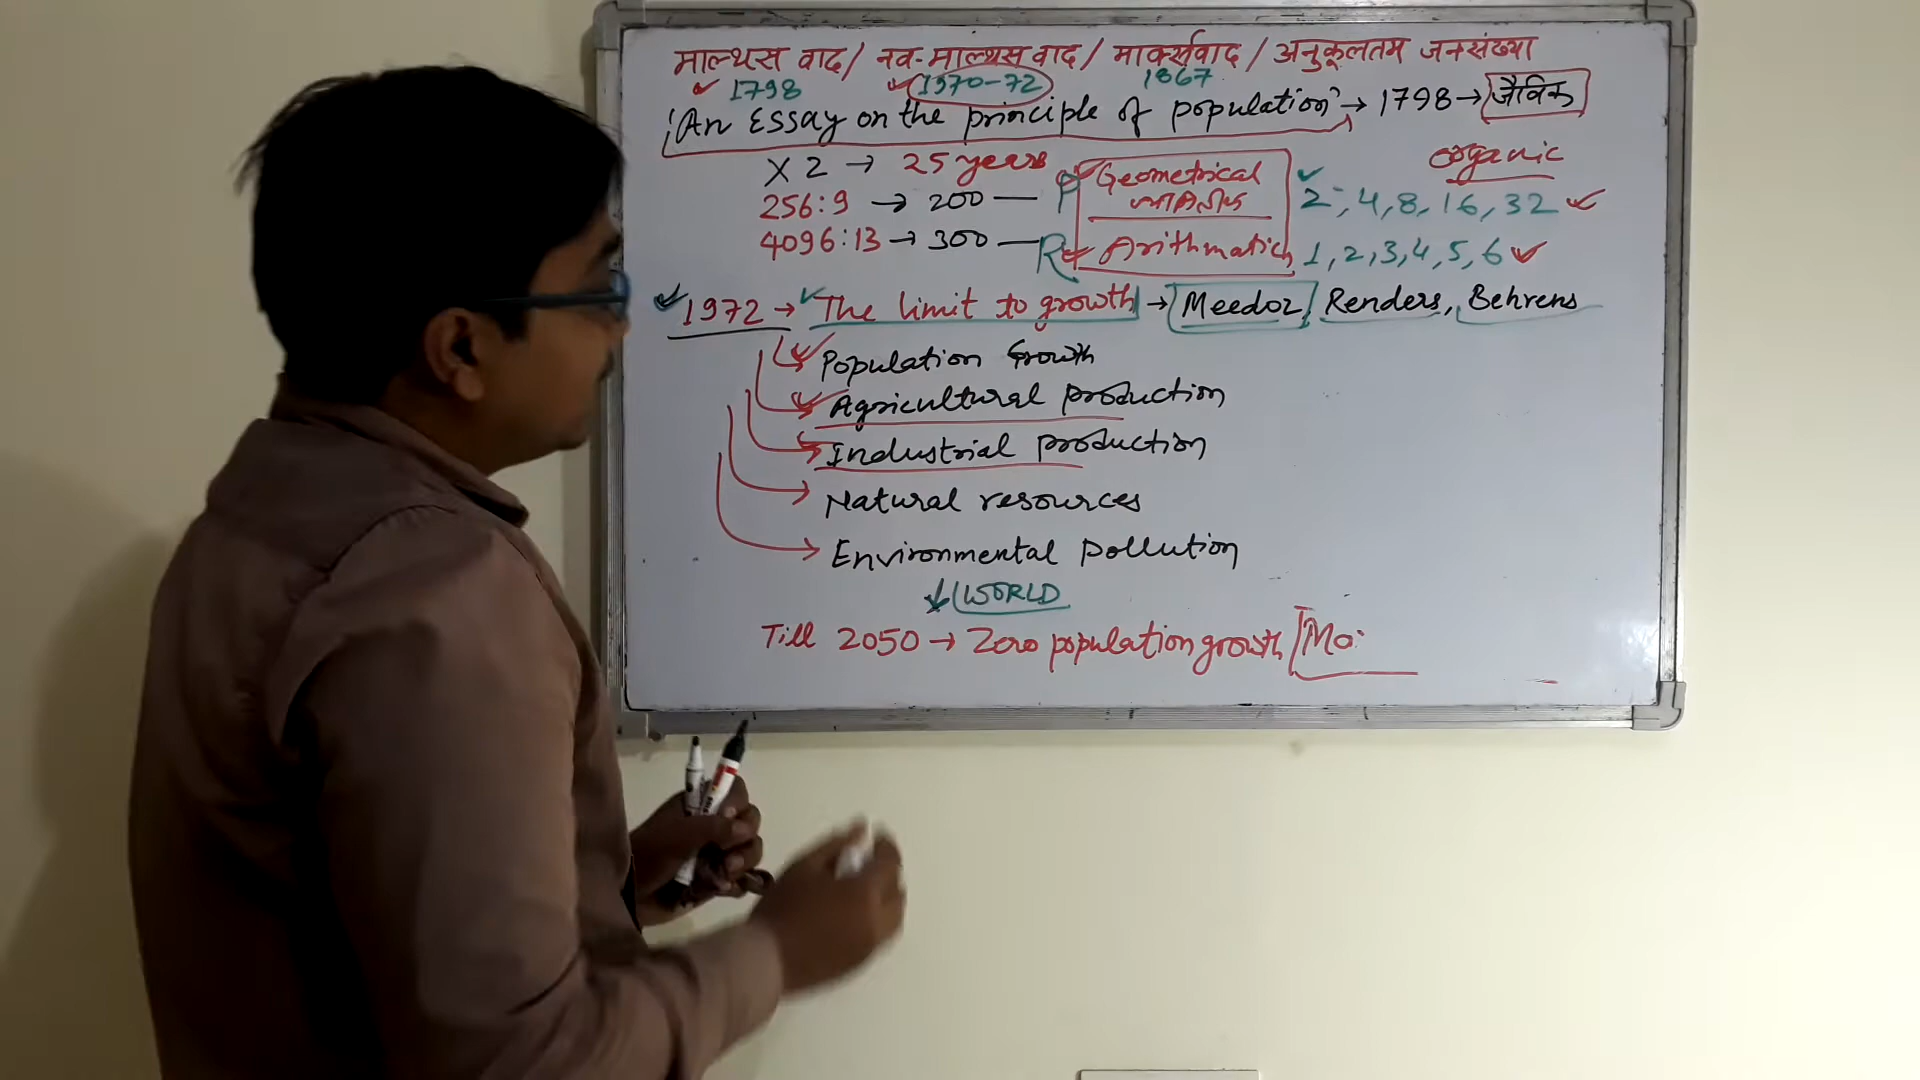 माल्थस वाद / नव-माल्थस वाद / मार्क्सवाद / अनुकूलतम जनसंख्या
1798 1970-72 1867
'An Essay on the principle of population' → 1798 → जैविक
organic
X 2 → 25 years
Geometrical
2, 4, 8, 16, 32
256:9 → 200 — P
4096:13 → 300 — R Arithmatich 1, 2, 3, 4, 5, 6
1972 → The limit to growth → Meedoz, Renders, Behrens
Population Growth
Agricultural production
Industrial production
Natural resources
Environmental pollution
↓ WORLD
Till 2050 → Zero population growth